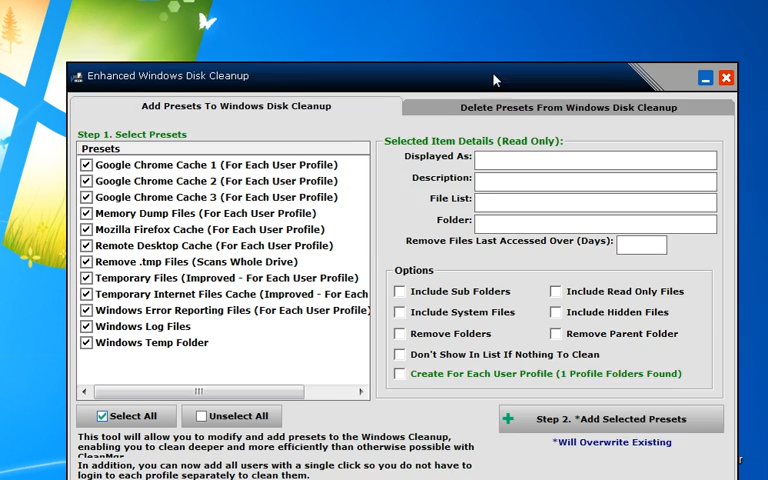 Enhanced Windows Disk Cleanup
Add Presets To Windows Disk Cleanup
Delete Presets From Windows Disk Cleanup
Step 1. Select Presets
Presets
Google Chrome Cache 1 (For Each User Profile)
Google Chrome Cache 2 (For Each User Profile)
Google Chrome Cache 3 (For Each User Profile)
Memory Dump Files (For Each User Profile)
Mozilla Firefox Cache (For Each User Profile)
Remote Desktop Cache (For Each User Profile)
Remove .tmp Files (Scans Whole Drive)
Temporary Files (Improved - For Each User Profile)
Temporary Internet Files Cache (Improved - For Each
Windows Error Reporting Files (For Each User Profile)
Windows Log Files
Windows Temp Folder
Select All
Unselect All
This tool will allow you to modify and add presets to the Windows Cleanup,
enabling you to clean deeper and more efficiently than otherwise possible with
CleanMgr
In addition, you can now add all users with a single click so you do not have to
login to each profile separately to clean them.
Selected Item Details (Read Only):
Displayed As:
Description:
File List:
Folder:
Remove Files Last Accessed Over (Days):
Options
Include Sub Folders
Include Read Only Files
Include System Files
Include Hidden Files
Remove Folders
Remove Parent Folder
Don't Show In List If Nothing To Clean
Create For Each User Profile (1 Profile Folders Found)
Step 2. *Add Selected Presets
*Will Overwrite Existing
r